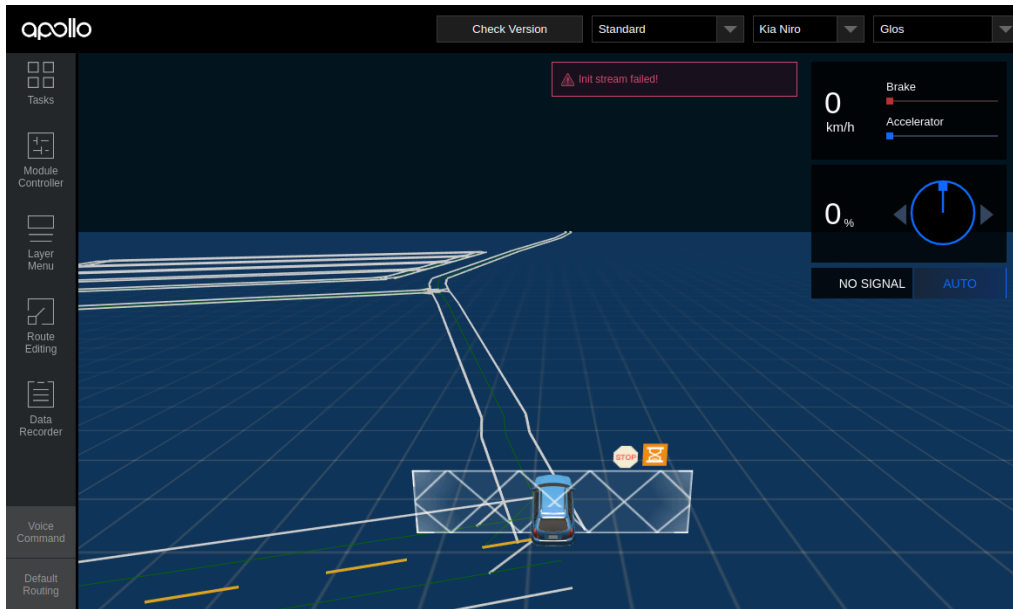 apollo
Check Version
Standard
Kia Niro
Glos
Tasks
Module
Controller
Layer
Menu
Route
Editing
Data
Recorder
Voice
Command
Default
Routing
Init stream failed!
0
km/h
Brake
Accelerator
0 %
NO SIGNAL
AUTO
STOP